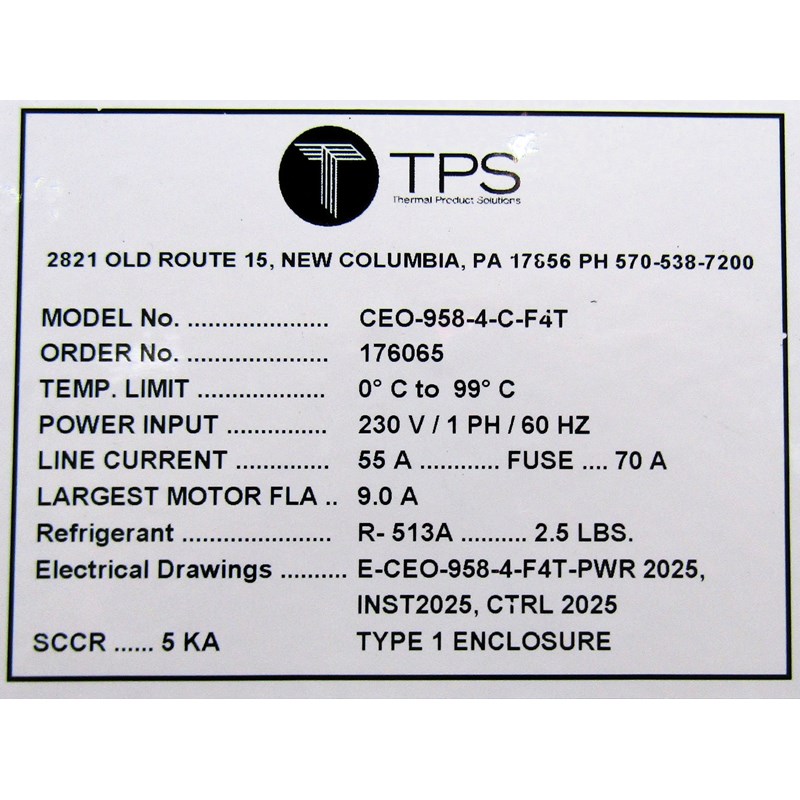 TPS
Thermal Product Solutions
2821 OLD ROUTE 15, NEW COLUMBIA, PA 17856 PH 570-538-7200
MODEL No. ..................... CEO-958-4-C-F4T
ORDER No. ..................... 176065
TEMP. LIMIT ................... 0° C to 99° C
POWER INPUT ............... 230 V / 1 PH / 60 HZ
LINE CURRENT .............. 55 A ............ FUSE .... 70 A
LARGEST MOTOR FLA .. 9.0 A
Refrigerant ...................... R- 513A .......... 2.5 LBS.
Electrical Drawings .......... E-CEO-958-4-F4T-PWR 2025,
INST2025, CTRL 2025
SCCR ...... 5 KA TYPE 1 ENCLOSURE